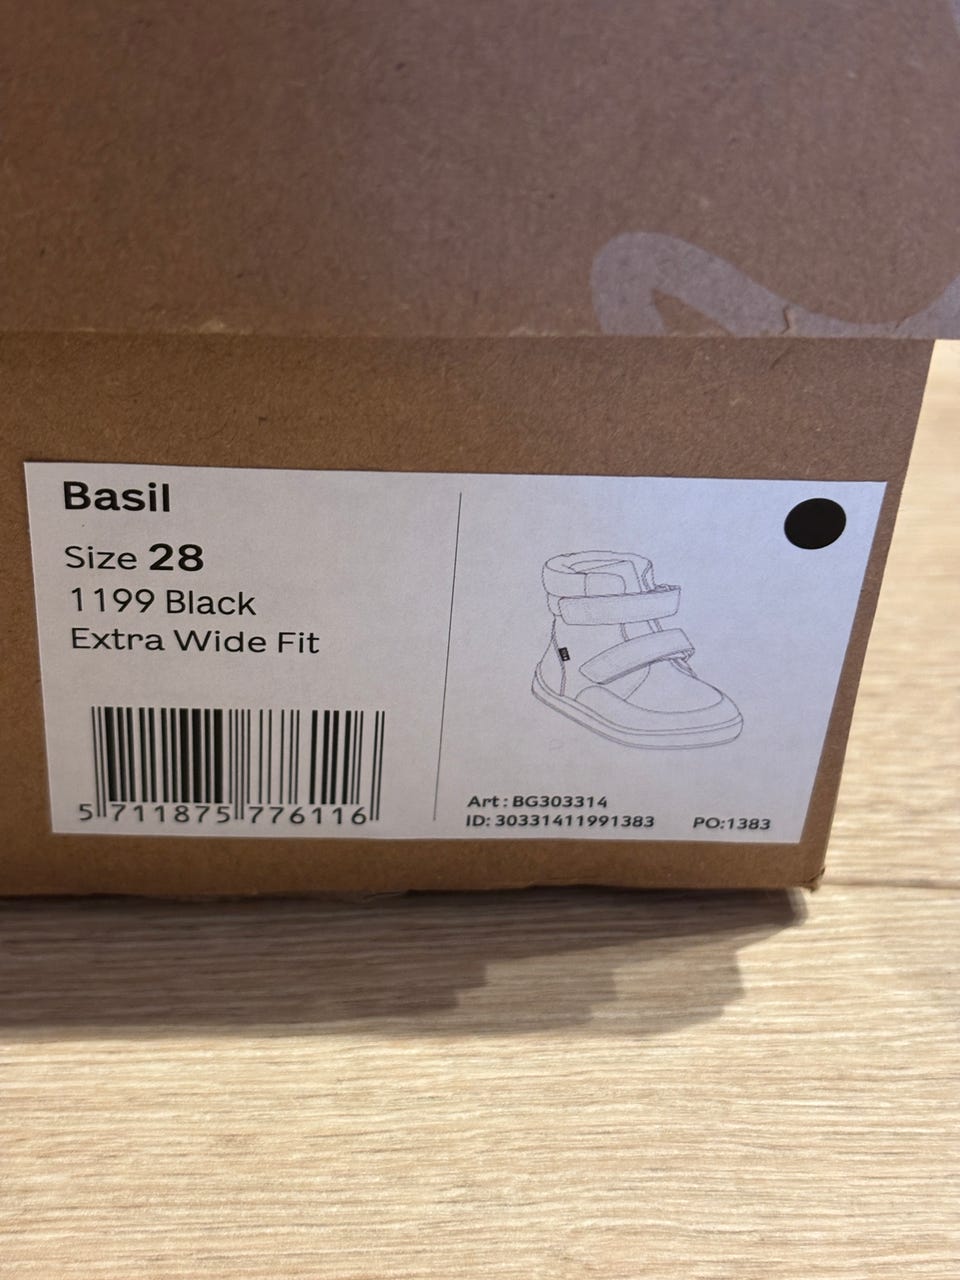 Basil
Size 28
1199 Black
Extra Wide Fit
5 711875 776116
Art: BG303314
ID: 30331411991383 PO:1383